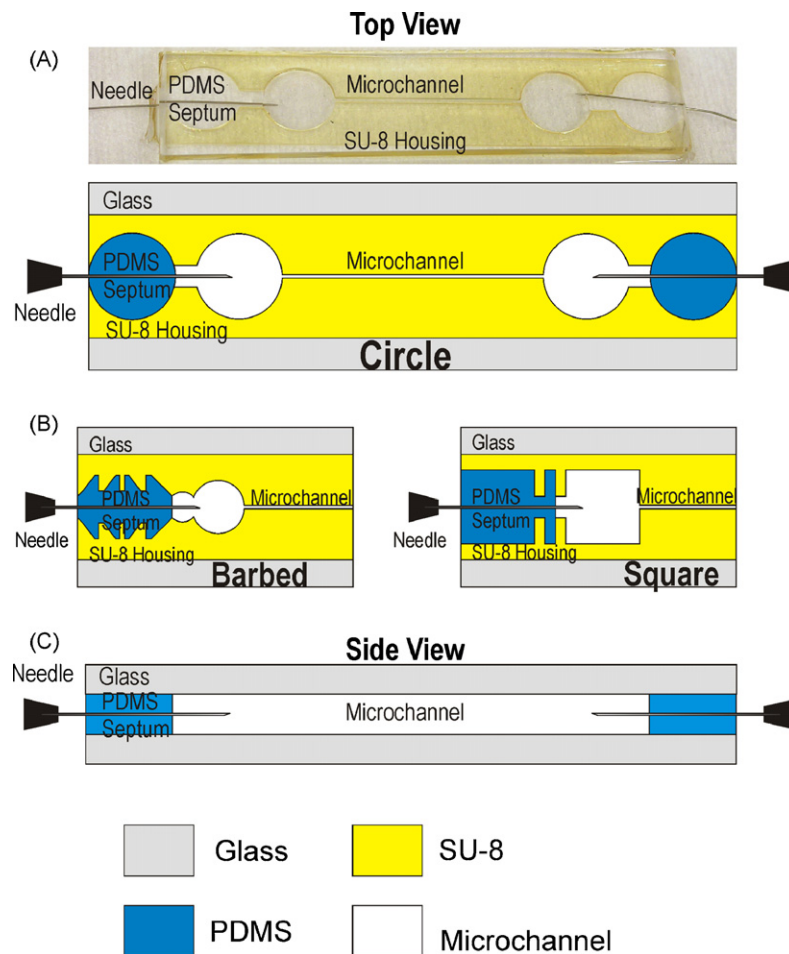 Top View
(A)
Needle
PDMS
Septum
Microchannel
SU-8 Housing
Glass
PDMS
Septum
Microchannel
Needle
SU-8 Housing
Circle
(B)
Glass
PDMS
Septum
Microchannel
Needle
SU-8 Housing
Barbed
Glass
PDMS
Septum
Microchannel
Needle
SU-8 Housing
Square
(C)
Side View
Needle
Glass
PDMS
Septum
Microchannel
Glass
SU-8
PDMS
Microchannel